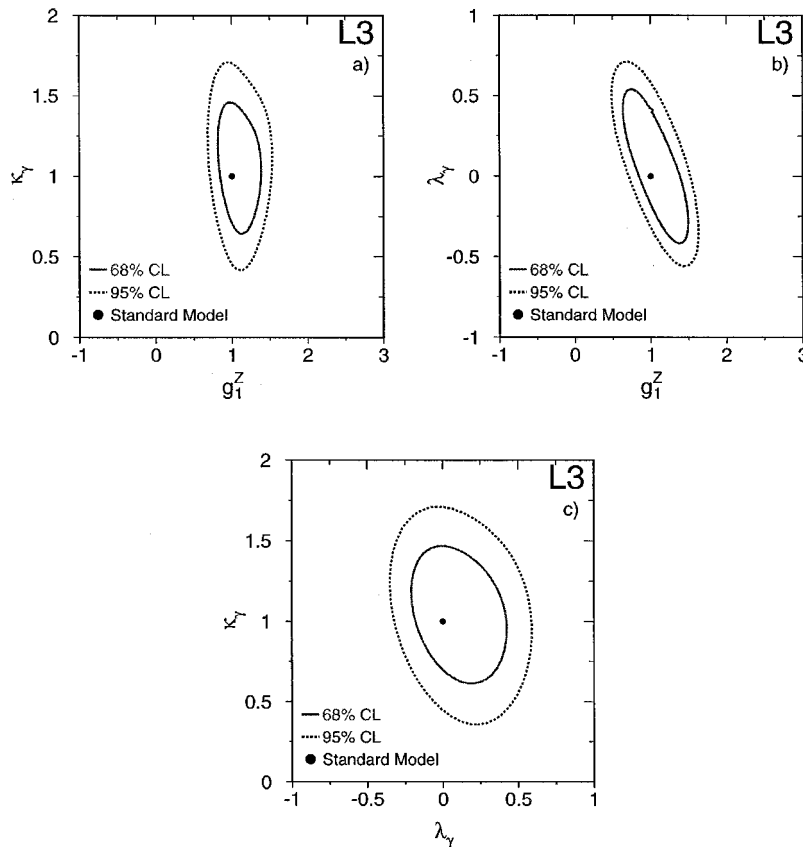 L3
a)
2
1.5
1
0.5
0
κγ
68% CL
95% CL
Standard Model
-1
0
1
2
3
g₁ᶻ
L3
b)
1
0.5
0
-0.5
-1
λγ
68% CL
95% CL
Standard Model
-1
0
1
2
3
g₁ᶻ
L3
c)
2
1.5
1
0.5
0
κγ
68% CL
95% CL
Standard Model
-1
-0.5
0
0.5
1
λγ